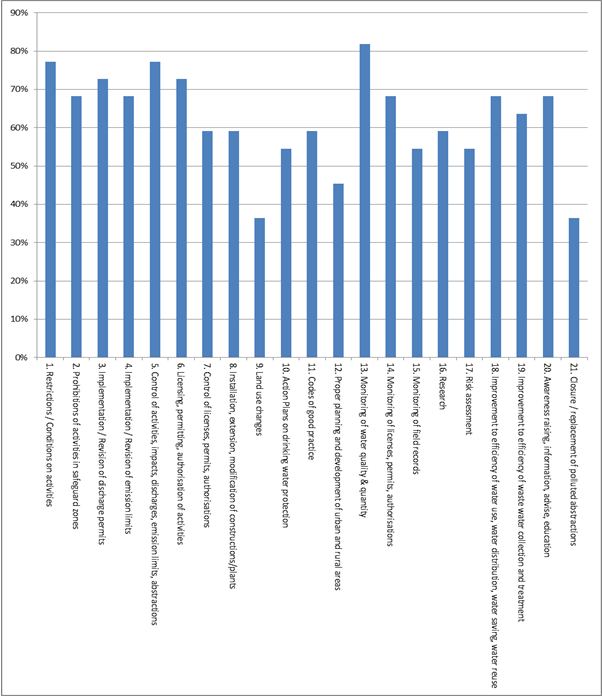 90%
80%
70%
60%
50%
40%
30%
20%
10%
0%
1. Restrictions / Conditions on activities
2. Prohibitions of activities in safeguard zones
3. Implementation / Revision of discharge permits
4. Implementation / Revision of emission limits
5. Control of activities, impacts, discharges, emission limits, abstractions
6. Licensing, permitting, authorisation of activities
7. Control of licenses, permits, authorisations
8. Installation, extension, modification of constructions/plants
9. Land use changes
10. Action Plans on drinking water protection
11. Codes of good practice
12. Proper planning and development of urban and rural areas
13. Monitoring of water quality & quantity
14. Monitoring of licenses, permits, authorisations
15. Monitoring of field records
16. Research
17. Risk assessment
18. Improvement to efficiency of water use, water distribution, water saving, water reuse
19. Improvement to efficiency of waste water collection and treatment
20. Awareness raising, information, advise, education
21. Closure / replacement of polluted abstractions